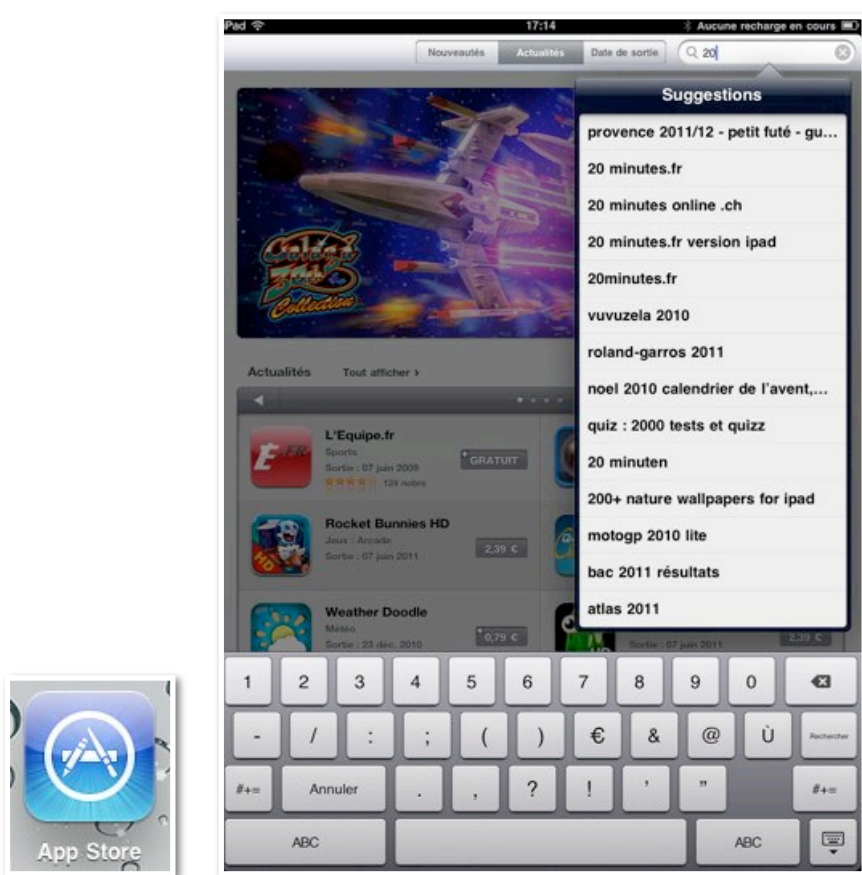 iPad 17:14 Aucune recharge en cours
Nouveautés Actualités Date de sortie 20
Suggestions
provence 2011/12 - petit futé - gu...
20 minutes.fr
20 minutes online .ch
20 minutes.fr version ipad
20minutes.fr
vuvuzela 2010
roland-garros 2011
noel 2010 calendrier de l'avent,...
quiz : 2000 tests et quizz
20 minuten
200+ nature wallpapers for ipad
motogp 2010 lite
bac 2011 résultats
atlas 2011
Galaga
30th
Collection
Actualités Tout afficher ›
L'Equipe.fr
Sports
Sortie : 07 juin 2009
124 notes
GRATUIT
E .FR
Rocket Bunnies HD
Jeux : Arcade
Sortie : 07 juin 2011
2,39 €
HD
Weather Doodle
Météo
Sortie : 23 déc. 2010
0,79 €
Sortie : 07 juin 2011
2,39 €
1 2 3 4 5 6 7 8 9 0
- / : ; ( ) € & @ Ù Rechercher
#+= Annuler . , ? ! ' " #+=
ABC ABC
App Store